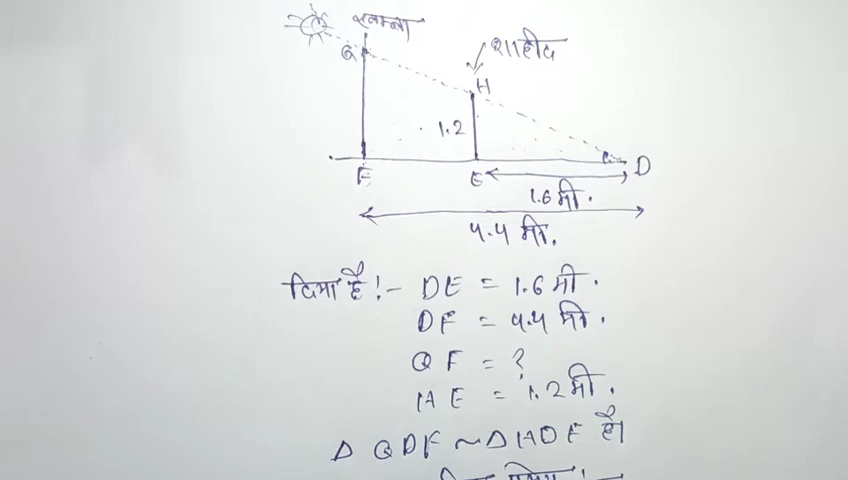 खम्बा
शहीद
Q
H
1.2
F
E
D
1.6 मी.
4.4 मी.
दिया है!- DE = 1.6 मी.
DF = 4.4 मी.
QF = ?
HE = 1.2 मी.
Δ QDF ~ Δ HDE है।